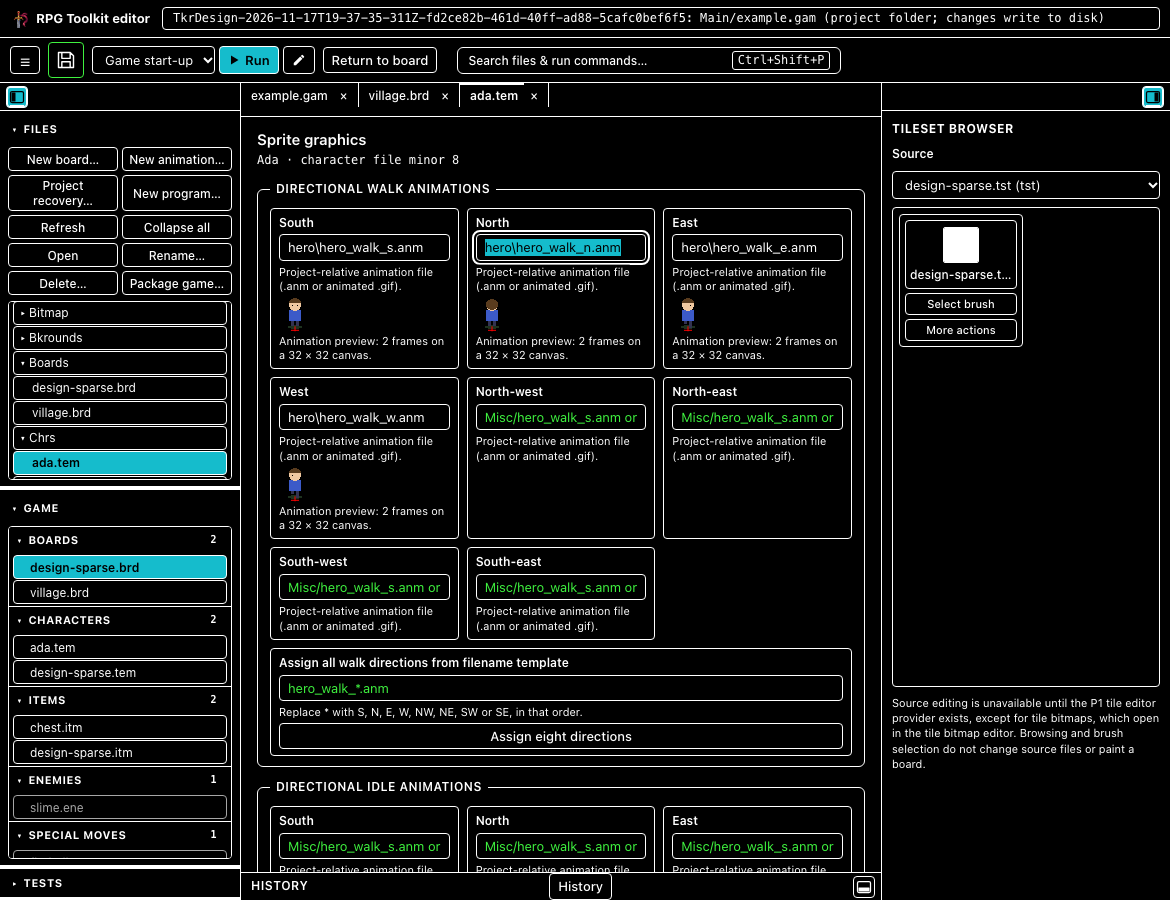 RPG Toolkit editor
TkrDesign-2026-11-17T19-37-35-311Z-fd2ce82b-461d-40ff-ad88-5cafc0bef6f5: Main/example.gam (project folder; changes write to disk)
Game start-up
Run
Return to board
Search files & run commands...
Ctrl+Shift+P
FILES
New board...
New animation...
Project recovery...
New program...
Refresh
Collapse all
Open
Rename...
Delete...
Package game...
Bitmap
Bkrounds
Boards
design-sparse.brd
village.brd
Chrs
ada.tem
GAME
BOARDS 2
design-sparse.brd
village.brd
CHARACTERS 2
ada.tem
design-sparse.tem
ITEMS 2
chest.itm
design-sparse.itm
ENEMIES 1
slime.ene
SPECIAL MOVES 1
TESTS
example.gam ×
village.brd ×
ada.tem ×
Sprite graphics
Ada · character file minor 8
DIRECTIONAL WALK ANIMATIONS
South
hero\hero_walk_s.anm
Project-relative animation file
(.anm or animated .gif).
Animation preview: 2 frames on
a 32 × 32 canvas.
North
hero\hero_walk_n.anm
Project-relative animation file
(.anm or animated .gif).
Animation preview: 2 frames on
a 32 × 32 canvas.
East
hero\hero_walk_e.anm
Project-relative animation file
(.anm or animated .gif).
Animation preview: 2 frames on
a 32 × 32 canvas.
West
hero\hero_walk_w.anm
Project-relative animation file
(.anm or animated .gif).
Animation preview: 2 frames on
a 32 × 32 canvas.
North-west
Misc/hero_walk_s.anm or
Project-relative animation file
(.anm or animated .gif).
North-east
Misc/hero_walk_s.anm or
Project-relative animation file
(.anm or animated .gif).
South-west
Misc/hero_walk_s.anm or
Project-relative animation file
(.anm or animated .gif).
South-east
Misc/hero_walk_s.anm or
Project-relative animation file
(.anm or animated .gif).
Assign all walk directions from filename template
hero_walk_*.anm
Replace * with S, N, E, W, NW, NE, SW or SE, in that order.
Assign eight directions
DIRECTIONAL IDLE ANIMATIONS
South
Misc/hero_walk_s.anm or
Project-relative animation file
North
Misc/hero_walk_s.anm or
Project-relative animation file
East
Misc/hero_walk_s.anm or
Project-relative animation file
HISTORY
History
TILESET BROWSER
Source
design-sparse.tst (tst)
design-sparse.t...
Select brush
More actions
Source editing is unavailable until the P1 tile editor
provider exists, except for tile bitmaps, which open
in the tile bitmap editor. Browsing and brush
selection do not change source files or paint a
board.